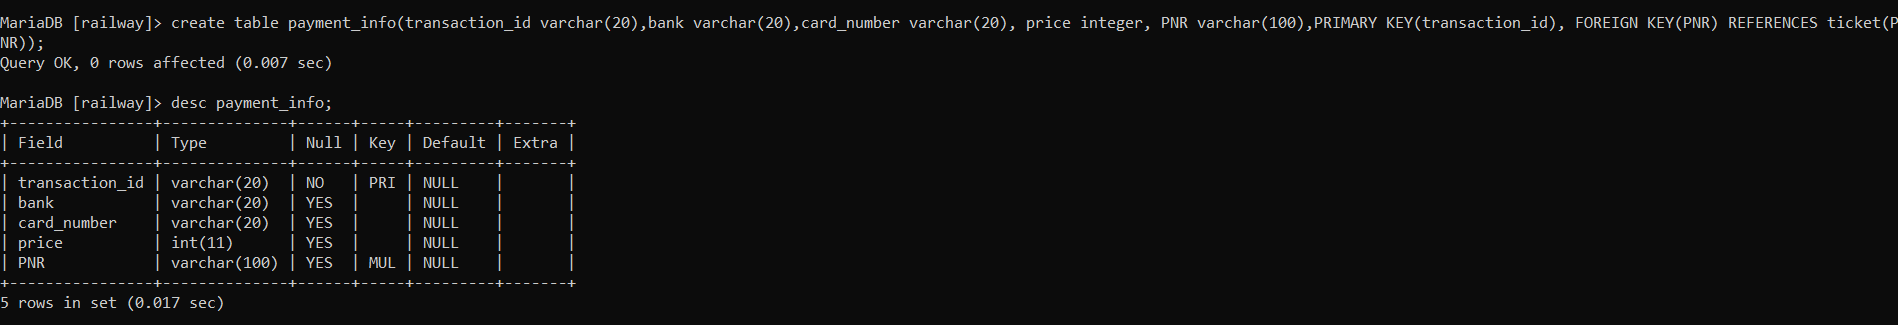 MariaDB [railway]> create table payment_info(transaction_id varchar(20),bank varchar(20),card_number varchar(20), price integer, PNR varchar(100),PRIMARY KEY(transaction_id), FOREIGN KEY(PNR) REFERENCES ticket(P
NR));
Query OK, 0 rows affected (0.007 sec)

MariaDB [railway]> desc payment_info;
+----------------+--------------+------+-----+---------+-------+
| Field          | Type         | Null | Key | Default | Extra |
+----------------+--------------+------+-----+---------+-------+
| transaction_id | varchar(20)  | NO   | PRI | NULL    |       |
| bank           | varchar(20)  | YES  |     | NULL    |       |
| card_number    | varchar(20)  | YES  |     | NULL    |       |
| price          | int(11)      | YES  |     | NULL    |       |
| PNR            | varchar(100) | YES  | MUL | NULL    |       |
+----------------+--------------+------+-----+---------+-------+
5 rows in set (0.017 sec)